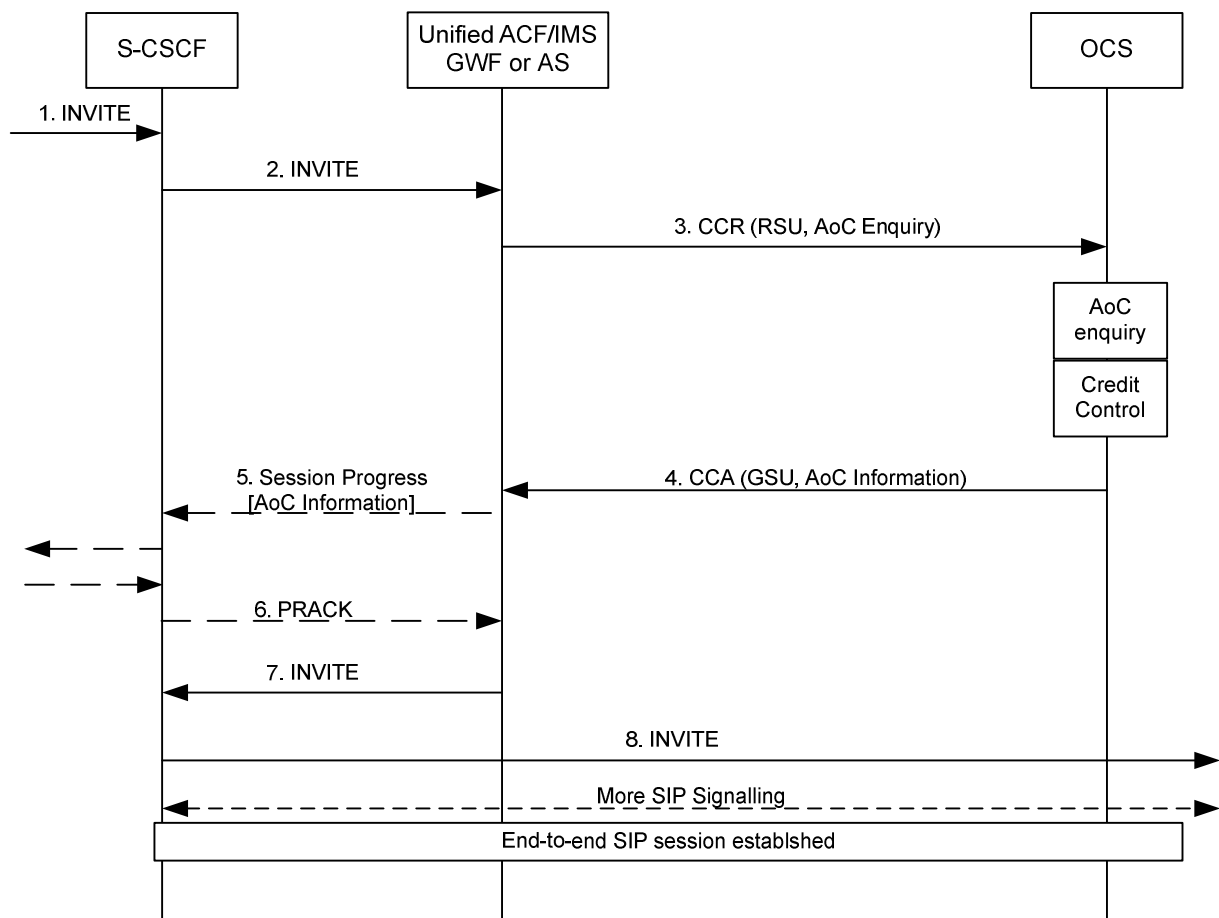 S-CSCF
Unified ACF/IMS
GWF or AS
OCS
1. INVITE
2. INVITE
3. CCR (RSU, AoC Enquiry)
AoC
enquiry
Credit
Control
4. CCA (GSU, AoC Information)
5. Session Progress
[AoC Information]
6. PRACK
7. INVITE
8. INVITE
More SIP Signalling
End-to-end SIP session establshed